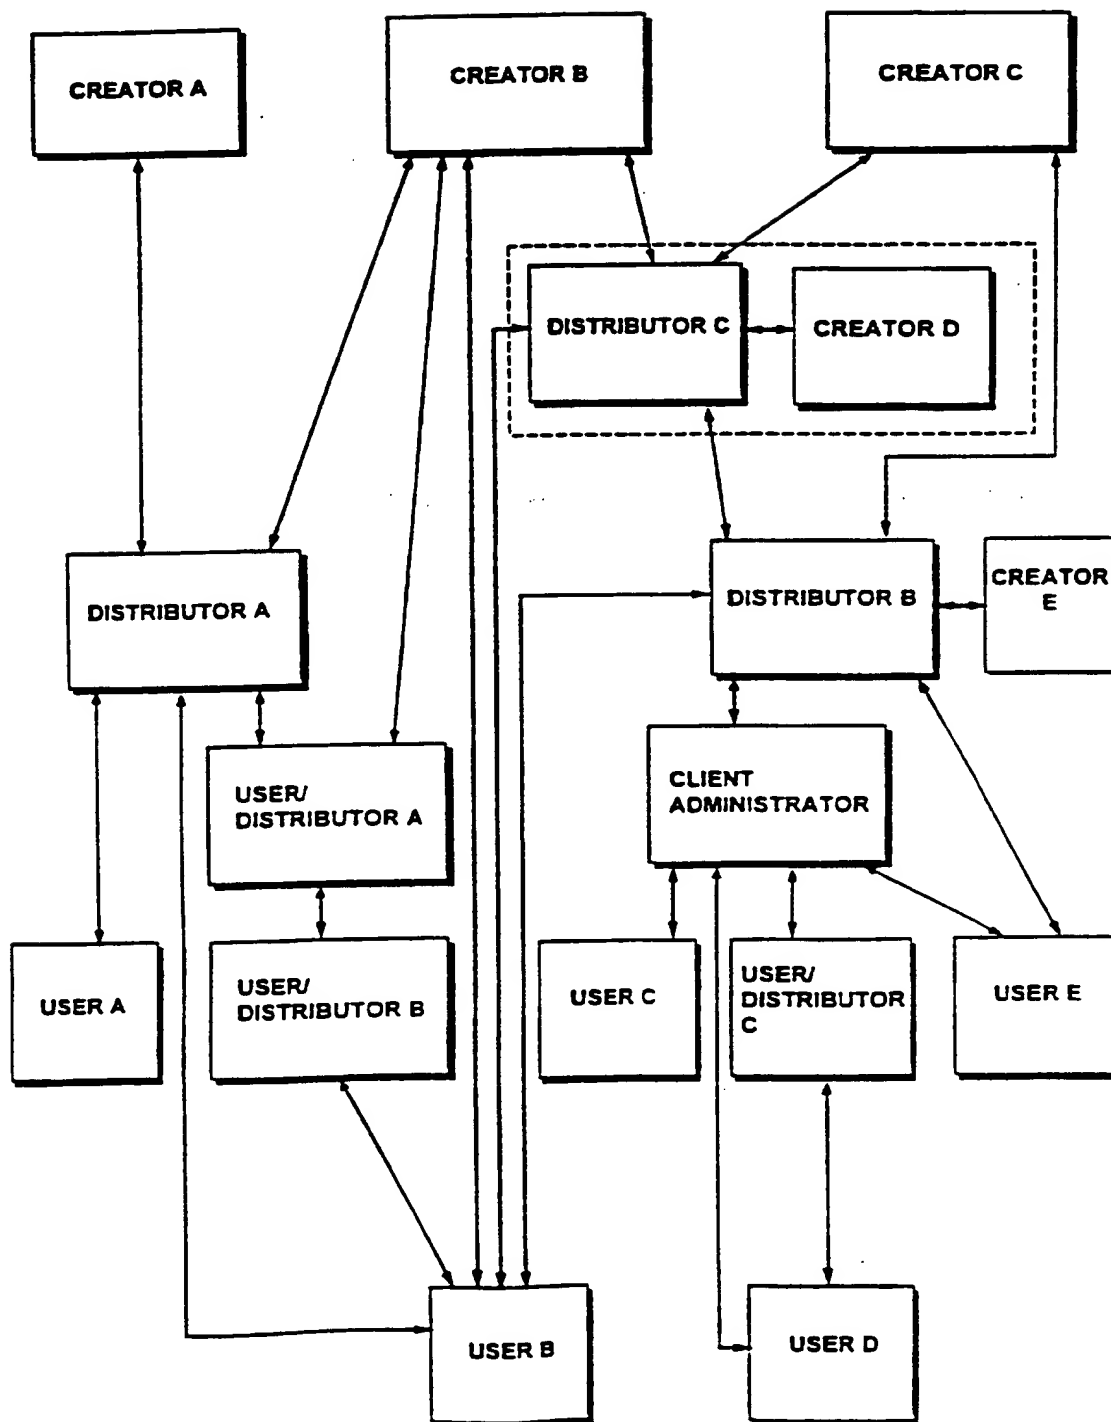 CREATOR A
CREATOR B
CREATOR C
DISTRIBUTOR C
CREATOR D
DISTRIBUTOR A
DISTRIBUTOR B
CREATOR
E
USER/
DISTRIBUTOR A
CLIENT
ADMINISTRATOR
USER A
USER/
DISTRIBUTOR B
USER C
USER/
DISTRIBUTOR
C
USER E
USER B
USER D